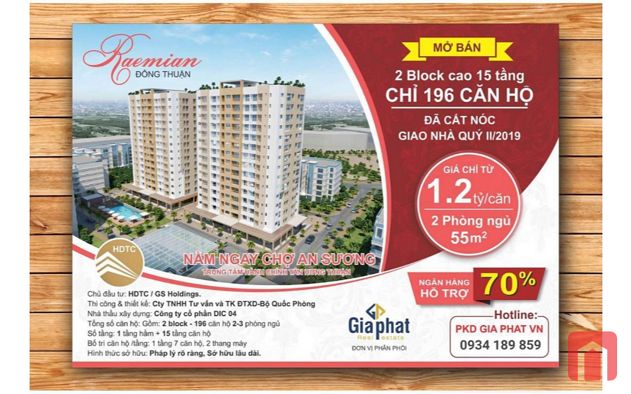 Raemian
ĐÔNG THUẬN
MỞ BÁN
2 Block cao 15 tầng
CHỈ 196 CĂN HỘ
ĐÃ CẤT NÓC
GIAO NHÀ QUÝ II/2019
GIÁ CHỈ TỪ
1.2 tỷ/căn
2 Phòng ngủ
55m²
HDTC
NẰM NGAY CHỢ AN SƯƠNG
TRUNG TÂM HÀNH CHÍNH TÂN HƯNG THUẬN
NGÂN HÀNG
HỖ TRỢ 70%
Chủ đầu tư: HDTC / GS Holdings.
Thi công & thiết kế: Cty TNHH Tư vấn và TK ĐTXD-Bộ Quốc Phòng
Nhà thầu xây dựng: Công ty cổ phần DIC 04
Tổng số căn hộ: Gồm: 2 block - 196 căn hộ 2-3 phòng ngủ
Số tầng: 1 tầng hầm + 15 tầng căn hộ
Bố trí căn hộ /tầng: 1 tầng 7 căn hộ, 2 thang máy
Hình thức sở hữu: Pháp lý rõ ràng, Sở hữu lâu dài.
Gia phat
Real estate
ĐƠN VỊ PHÂN PHỐI
Hotline:
PKD GIA PHAT VN
0934 189 859